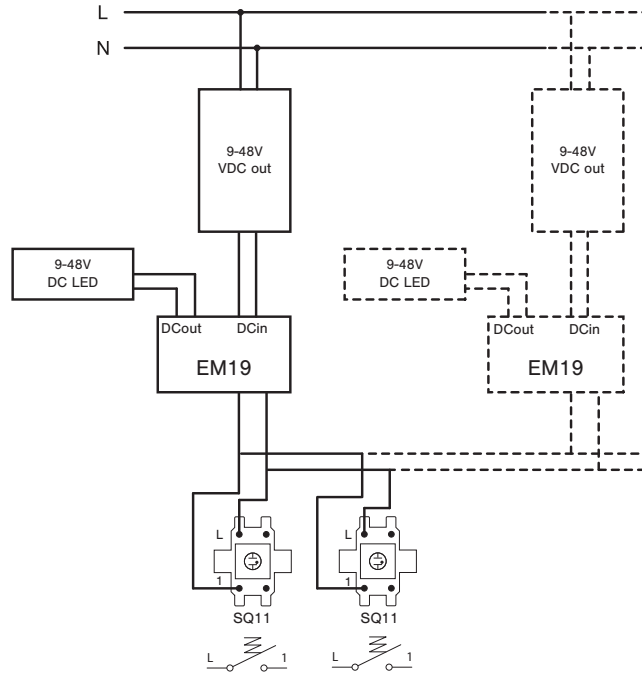 L
N
9-48V
VDC out
9-48V
VDC out
9-48V
DC LED
9-48V
DC LED
DCout DCin
EM19
DCout DCin
EM19
L
1
L
1
SQ11
SQ11
L 1
L 1